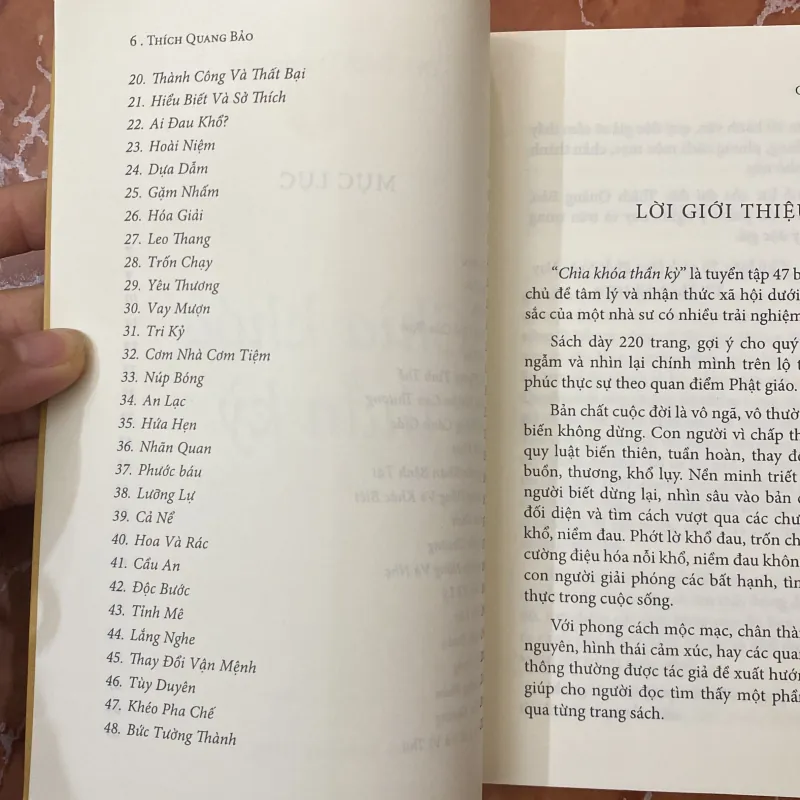 6 . Thích Quang Bảo
20. Thành Công Và Thất Bại
21. Hiểu Biết Và Sở Thích
22. Ai Đau Khổ?
23. Hoài Niệm
24. Dựa Dẫm
25. Gặm Nhấm
26. Hóa Giải
27. Leo Thang
28. Trốn Chạy
29. Yêu Thương
30. Vay Mượn
31. Tri Kỷ
32. Cơm Nhà Cơm Tiệm
33. Núp Bóng
34. An Lạc
35. Hứa Hẹn
36. Nhãn Quan
37. Phước báu
38. Lưỡng Lự
39. Cả Nể
40. Hoa Và Rác
41. Cầu An
42. Độc Bước
43. Tỉnh Mê
44. Lắng Nghe
45. Thay Đổi Vận Mệnh
46. Tùy Duyên
47. Khéo Pha Chế
48. Bức Tường Thành
LỜI GIỚI THIỆU
“Chìa khóa thần kỳ” là tuyển tập 47 b
chủ đề tâm lý và nhận thức xã hội dưới
sắc của một nhà sư có nhiều trải nghiệm
Sách dày 220 trang, gợi ý cho quý
ngẫm và nhìn lại chính mình trên lộ t
phúc thực sự theo quan điểm Phật giáo.
Bản chất cuộc đời là vô ngã, vô thườ
biến không dừng. Con người vì chấp th
quy luật biến thiên, tuần hoàn, thay đổ
buồn, thương, khổ lụy. Nền minh triết
người biết dừng lại, nhìn sâu vào bản c
đối diện và tìm cách vượt qua các chư
khổ, niềm đau. Phớt lờ khổ đau, trốn ch
cường điệu hóa nỗi khổ, niềm đau khôn
con người giải phóng các bất hạnh, tìn
thực trong cuộc sống.
Với phong cách mộc mạc, chân thàn
nguyên, hình thái cảm xúc, hay các quan
thông thường được tác giả đề xuất hướn
giúp cho người đọc tìm thấy một phần
qua từng trang sách.